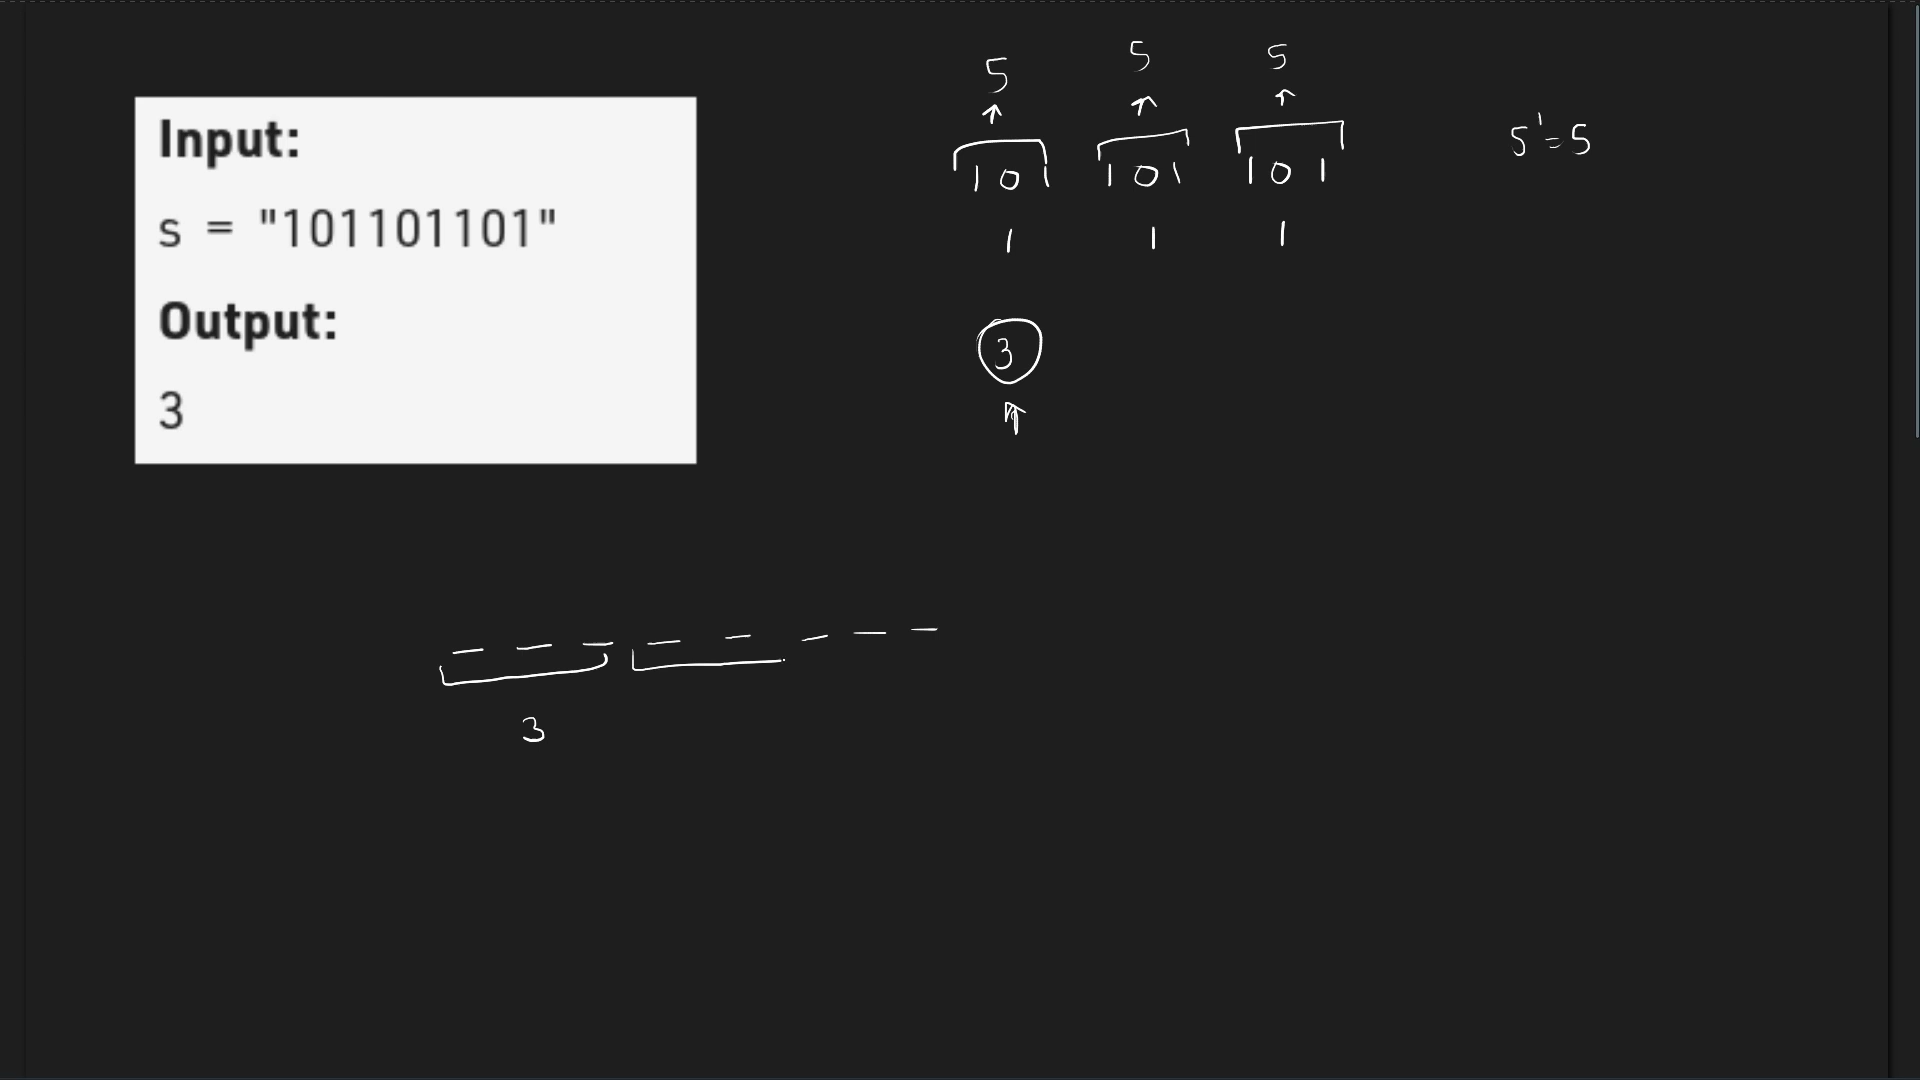 Input:
s = "101101101"
Output:
3
5 5 5
101 101 101
1 1 1
3
5¹=5
3